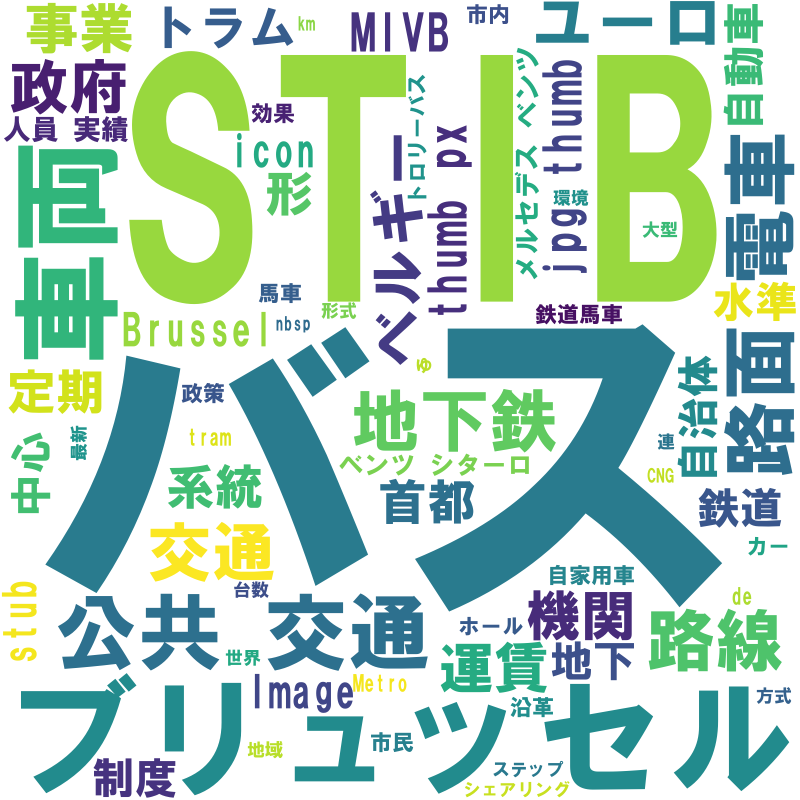 事業
トラム
km
MIVB
市内
ユーロ
自動車
政府
人員 実績
効果
STIB
icon
形
車両
ベルギー
トロリーバス
thumb px
メルセデス ベンツ
jpg thumb
環境
大型
電車
水準
馬車
nbsp
形式
鉄道馬車
Brussel
バス
ゅ
定期
政策
tram
最新
中心
地下鉄
ベンツ シターロ
路面
自治体
連
CNG
系統
首都
鉄道
交通
カー
台数
自家用車
de
stub
公共 交通
機関
ホール
路線
世界
運賃
地下
Image
Metro
沿革
方式
ブリュッセル
地域
市民
制度
ステップ
シェアリング